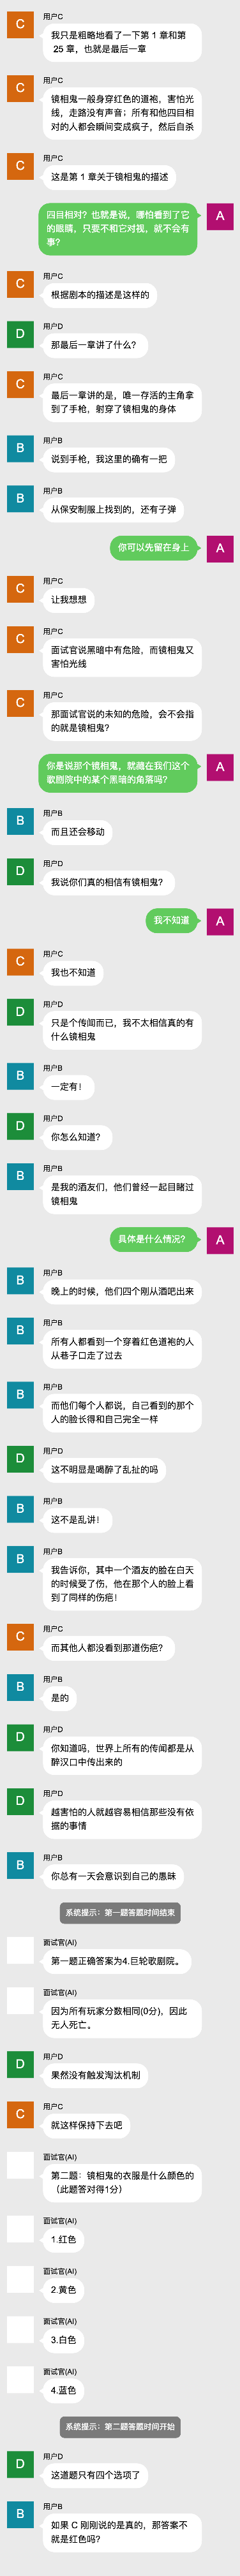 C
用户C
我只是粗略地看了一下第 1 章和第
25 章，也就是最后一章
C
用户C
镜相鬼一般身穿红色的道袍，害怕光
线，走路没有声音；所有和他四目相
对的人都会瞬间变成疯子，然后自杀
C
用户C
这是第 1 章关于镜相鬼的描述
四目相对？也就是说，哪怕看到了它
的眼睛，只要不和它对视，就不会有
事？
A
C
用户C
根据剧本的描述是这样的
D
用户D
那最后一章讲了什么？
C
用户C
最后一章讲的是，唯一存活的主角拿
到了手枪，射穿了镜相鬼的身体
B
用户B
说到手枪，我这里的确有一把
B
用户B
从保安制服上找到的，还有子弹
你可以先留在身上
A
C
用户C
让我想想
C
用户C
面试官说黑暗中有危险，而镜相鬼又
害怕光线
C
用户C
那面试官说的未知的危险，会不会指
的就是镜相鬼？
你是说那个镜相鬼，就藏在我们这个
歌剧院中的某个黑暗的角落吗？
A
B
用户B
而且还会移动
D
用户D
我说你们真的相信有镜相鬼？
我不知道
A
C
用户C
我也不知道
D
用户D
只是个传闻而已，我不太相信真的有
什么镜相鬼
B
用户B
一定有！
D
用户D
你怎么知道？
B
用户B
是我的酒友们，他们曾经一起目睹过
镜相鬼
具体是什么情况？
A
B
用户B
晚上的时候，他们四个刚从酒吧出来
B
用户B
所有人都看到一个穿着红色道袍的人
从巷子口走了过去
B
用户B
而他们每个人都说，自己看到的那个
人的脸长得和自己完全一样
D
用户D
这不明显是喝醉了乱扯的吗
B
用户B
这不是乱讲！
B
用户B
我告诉你，其中一个酒友的脸在白天
的时候受了伤，他在那个人的脸上看
到了同样的伤疤！
C
用户C
而其他人都没看到那道伤疤？
B
用户B
是的
D
用户D
你知道吗，世界上所有的传闻都是从
醉汉口中传出来的
D
用户D
越害怕的人就越容易相信那些没有依
据的事情
B
用户B
你总有一天会意识到自己的愚昧
系统提示：第一题答题时间结束
面试官(AI)
第一题正确答案为4.巨轮歌剧院。
面试官(AI)
因为所有玩家分数相同(0分)，因此
无人死亡。
D
用户D
果然没有触发淘汰机制
C
用户C
就这样保持下去吧
面试官(AI)
第二题：镜相鬼的衣服是什么颜色的
（此题答对得1分）
面试官(AI)
1.红色
面试官(AI)
2.黄色
面试官(AI)
3.白色
面试官(AI)
4.蓝色
系统提示：第二题答题时间开始
D
用户D
这道题只有四个选项了
B
用户B
如果 C 刚刚说的是真的，那答案不
就是红色吗？